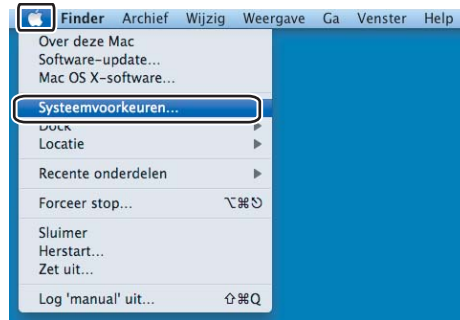 Finder Archief Wijzig Weergave Ga Venster Help
Over deze Mac
Software-update...
Mac OS X-software...
Systeemvoorkeuren...
Dock
Locatie
Recente onderdelen
Forceer stop... ⌥⌘⎋
Sluimer
Herstart...
Zet uit...
Log 'manual' uit... ⇧⌘Q